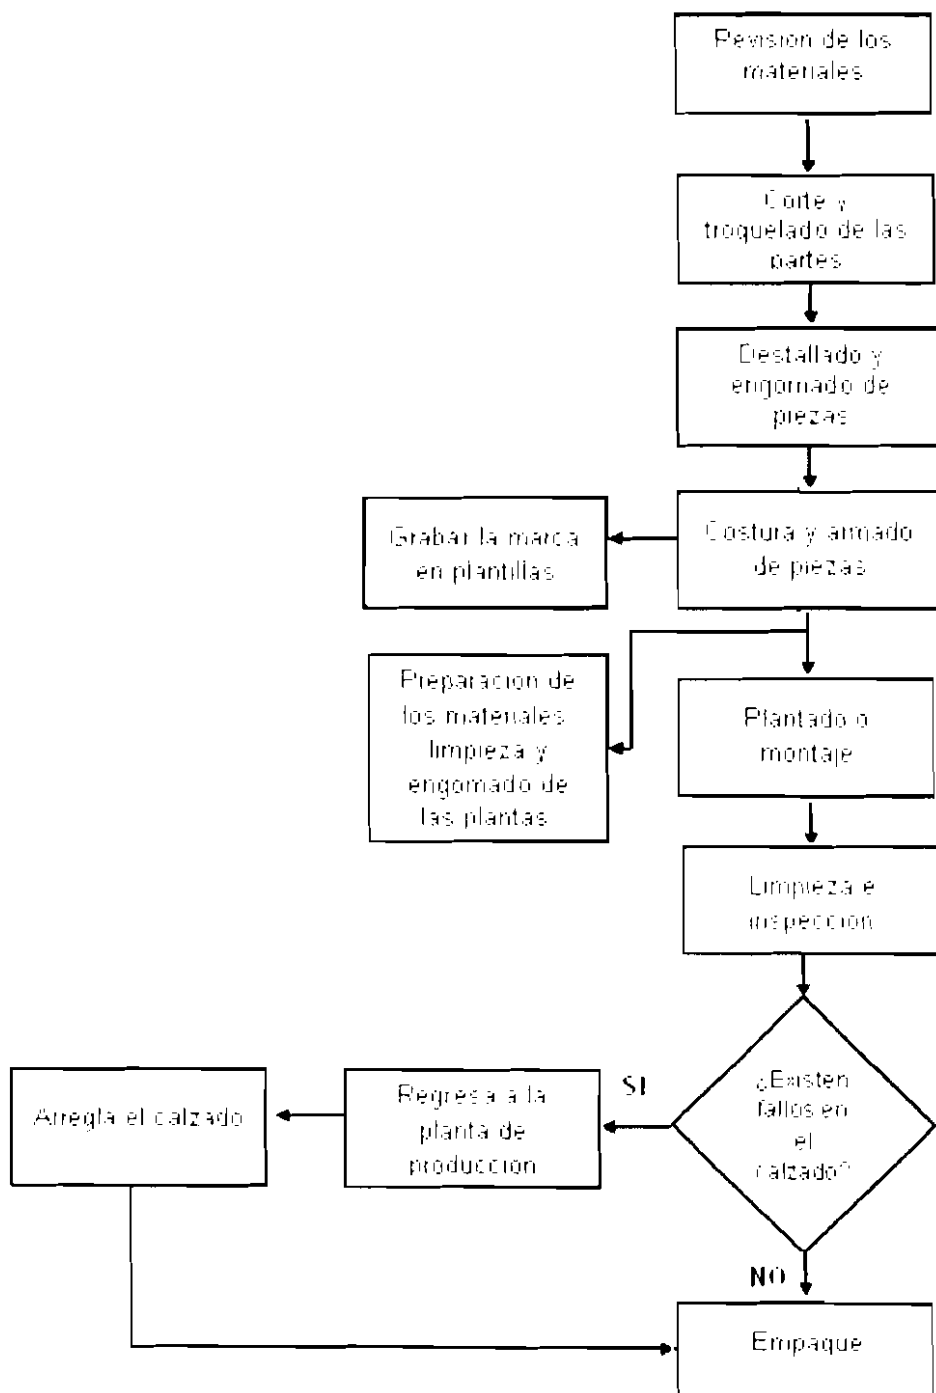 Revision de los
materiales
Corte y
troquelado de las
partes
Destallado y
engomado de
piezas
Grabar la marca
en plantillas
Costura y armado
de piezas
Preparacion de
los materiales
limpieza y
engomado de
las plantas
Plantado o
montaje
Limpieza e
inspeccion
¿Existen
fallos en
el
calzado?
SI
Regresa a la
planta de
produccion
Arregla el calzado
NO
Empaque